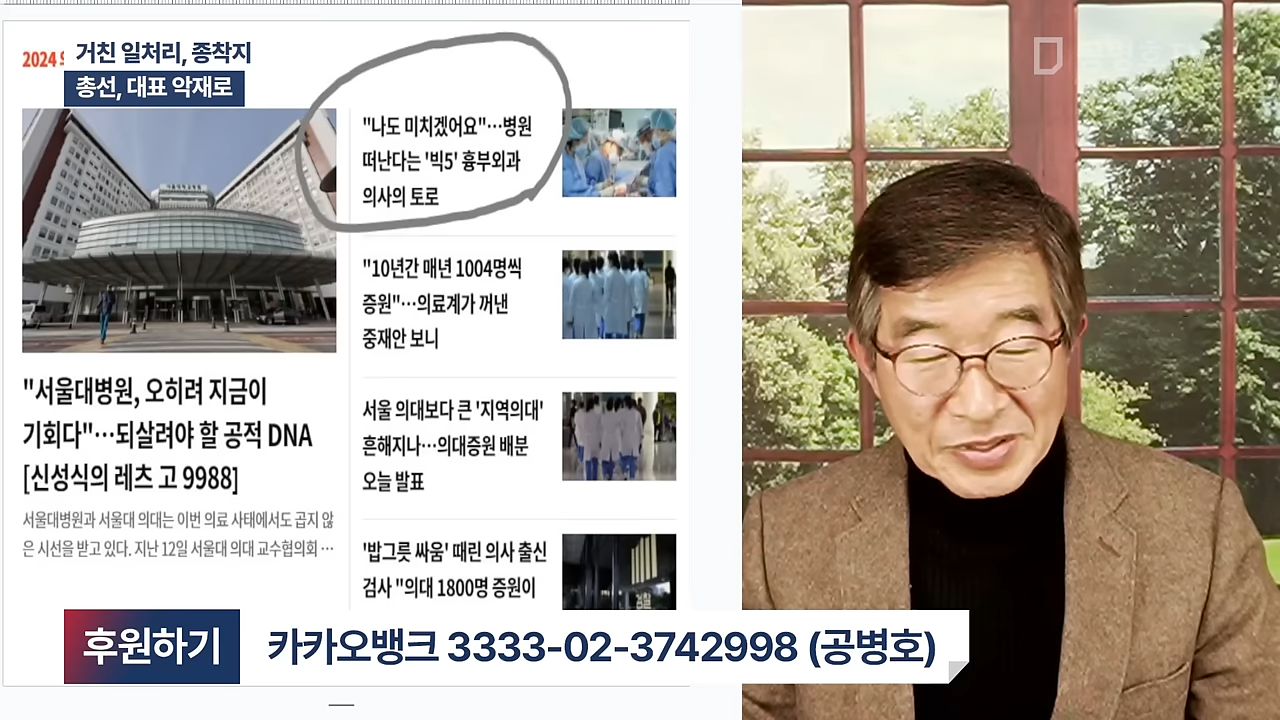 2024
거친 일처리, 종착지
총선, 대표 악재로
"서울대병원, 오히려 지금이
기회다"…되살려야 할 공적 DNA
[신성식의 레츠 고 9988]
서울대병원과 서울대 의대는 이번 의료 사태에서도 곱지 않
은 시선을 받고 있다. 지난 12일 서울대 의대 교수협의회 …
"나도 미치겠어요"…병원
떠난다는 '빅5' 흉부외과
의사의 토로
"10년간 매년 1004명씩
증원"…의료계가 꺼낸
중재안 보니
서울 의대보다 큰 '지역의대'
흔해지나…의대증원 배분
오늘 발표
'밥그릇 싸움' 때린 의사 출신
검사 "의대 1800명 증원이
후원하기
카카오뱅크 3333-02-3742998 (공병호)